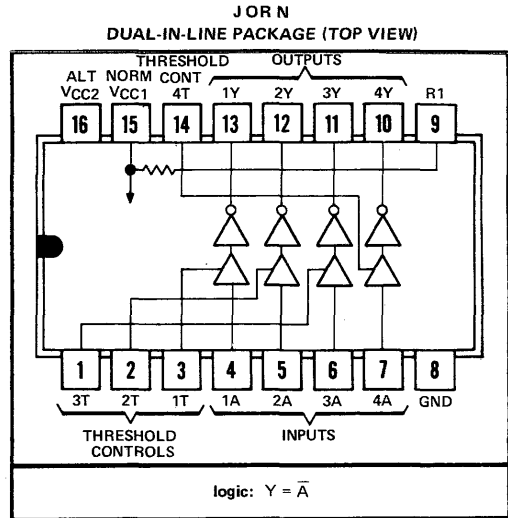 J OR N
DUAL-IN-LINE PACKAGE (TOP VIEW)
THRESHOLD OUTPUTS
ALT NORM CONT
VCC2 VCC1 4T 1Y 2Y 3Y 4Y R1
16 15 14 13 12 11 10 9
1 2 3 4 5 6 7 8
3T 2T 1T 1A 2A 3A 4A GND
THRESHOLD INPUTS
CONTROLS
logic: Y = A̅